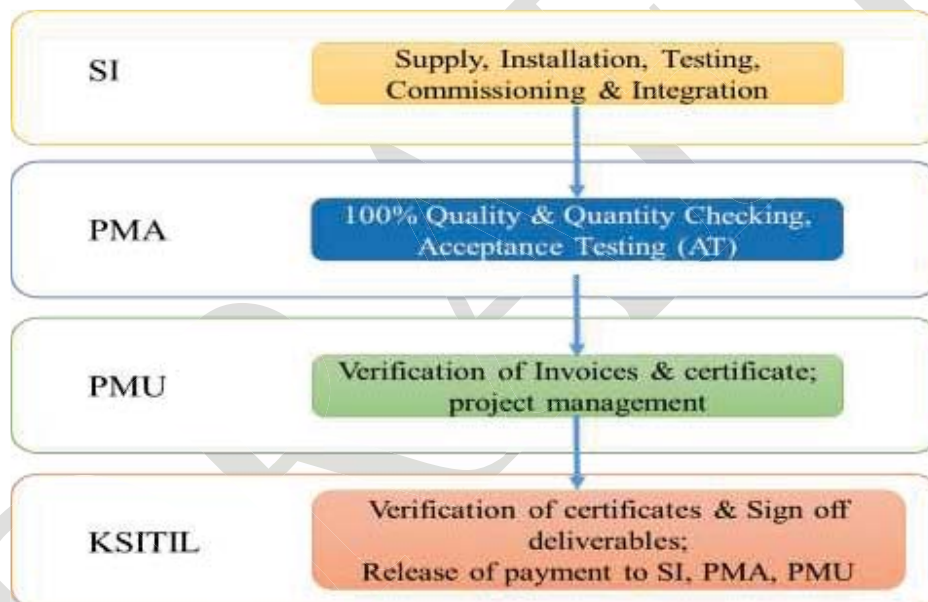 SI
Supply, Installation, Testing,
Commissioning & Integration
PMA
100% Quality & Quantity Checking,
Acceptance Testing (AT)
PMU
Verification of Invoices & certificate;
project management
KSITIL
Verification of certificates & Sign off
deliverables;
Release of payment to SI, PMA, PMU